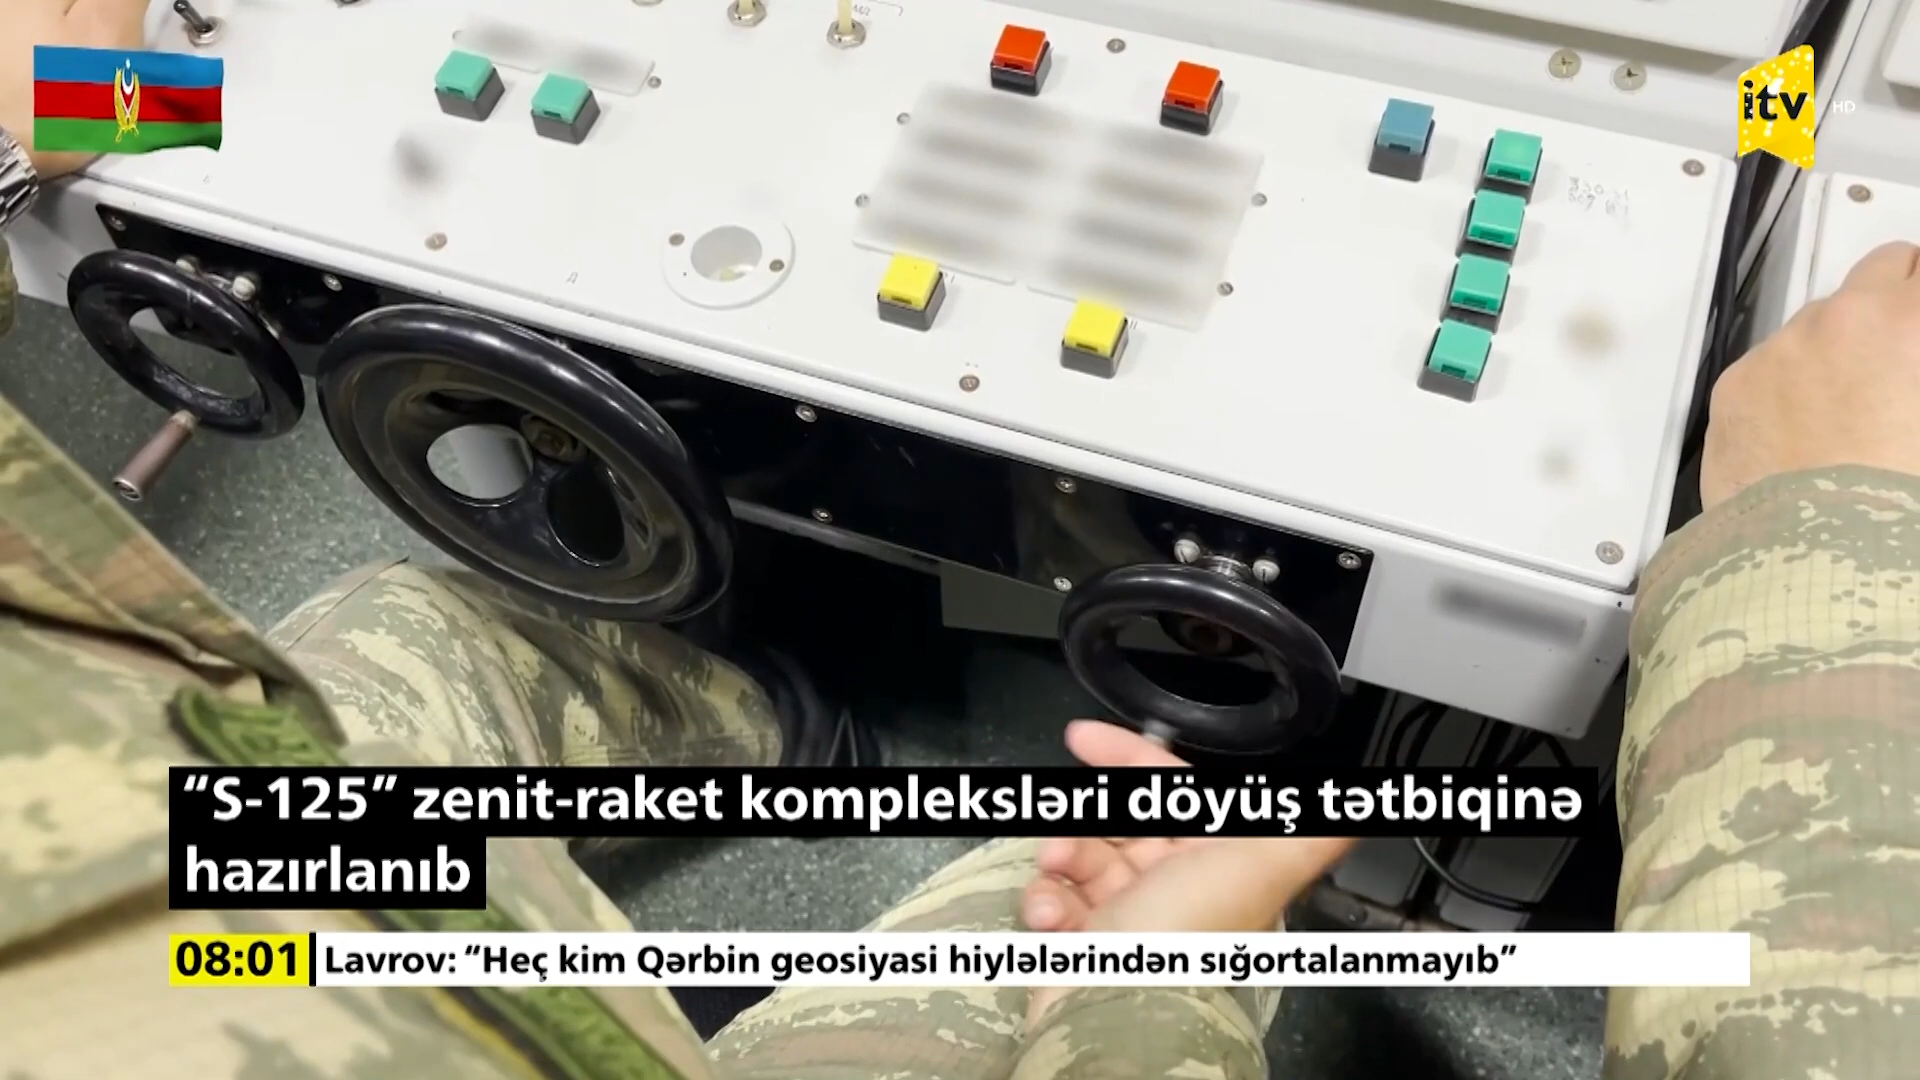 itv HD
“S-125” zenit-raket kompleksləri döyüş tətbiqinə
hazırlanıb
08:01 Lavrov: “Heç kim Qərbin geosiyasi hiylələrindən sığortalanmayıb”